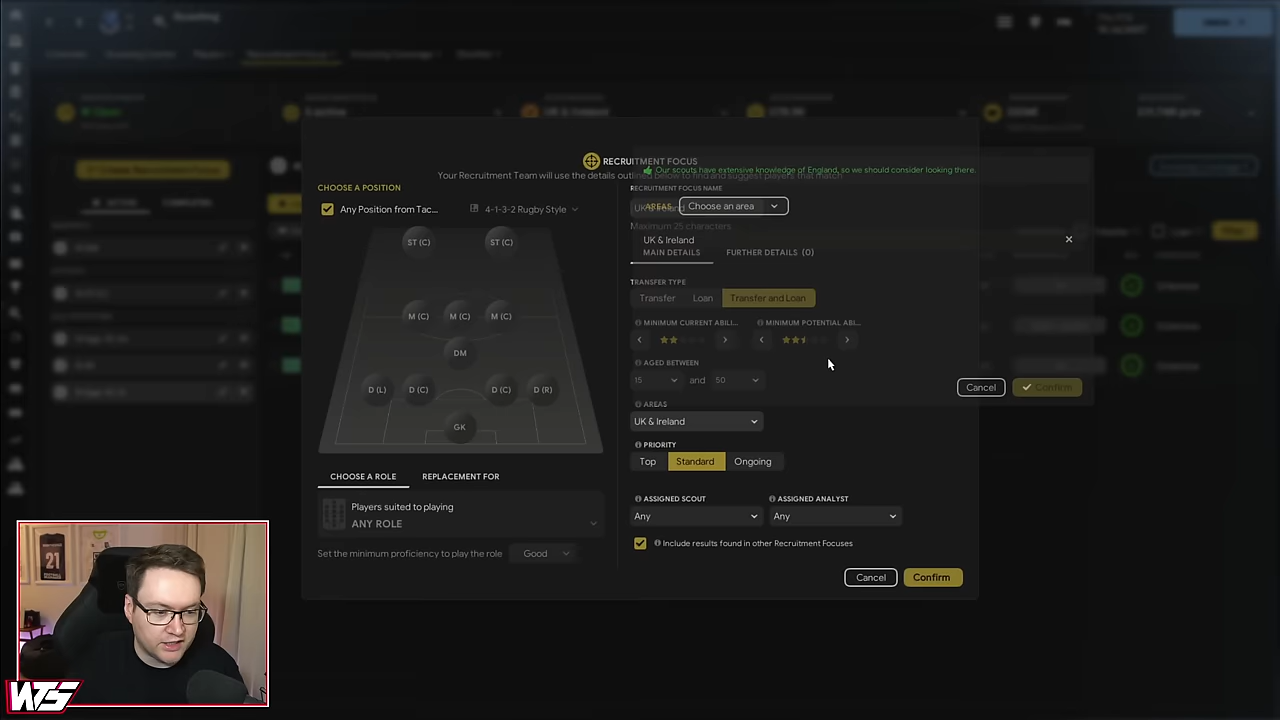 RECRUITMENT FOCUS
Our scouts have extensive knowledge of England, so we should consider looking there.
Your Recruitment Team will use the details outlined below to find and suggest players that match
CHOOSE A POSITION
Any Position from Tac...
4-1-3-2 Rugby Style
ST (C)
ST (C)
M (C)
M (C)
M (C)
DM
D (L)
D (C)
D (C)
D (R)
GK
CHOOSE A ROLE
REPLACEMENT FOR
Players suited to playing
ANY ROLE
Set the minimum proficiency to play the role
Good
RECRUITMENT FOCUS NAME
UK & Ireland
AREAS
Choose an area
Maximum 25 characters
UK & Ireland
MAIN DETAILS
FURTHER DETAILS (0)
TRANSFER TYPE
Transfer
Loan
Transfer and Loan
MINIMUM CURRENT ABILI...
MINIMUM POTENTIAL ABI...
AGED BETWEEN
15
and
50
Cancel
Confirm
AREAS
UK & Ireland
PRIORITY
Top
Standard
Ongoing
ASSIGNED SCOUT
ASSIGNED ANALYST
Any
Any
Include results found in other Recruitment Focuses
Cancel
Confirm
21
WTS